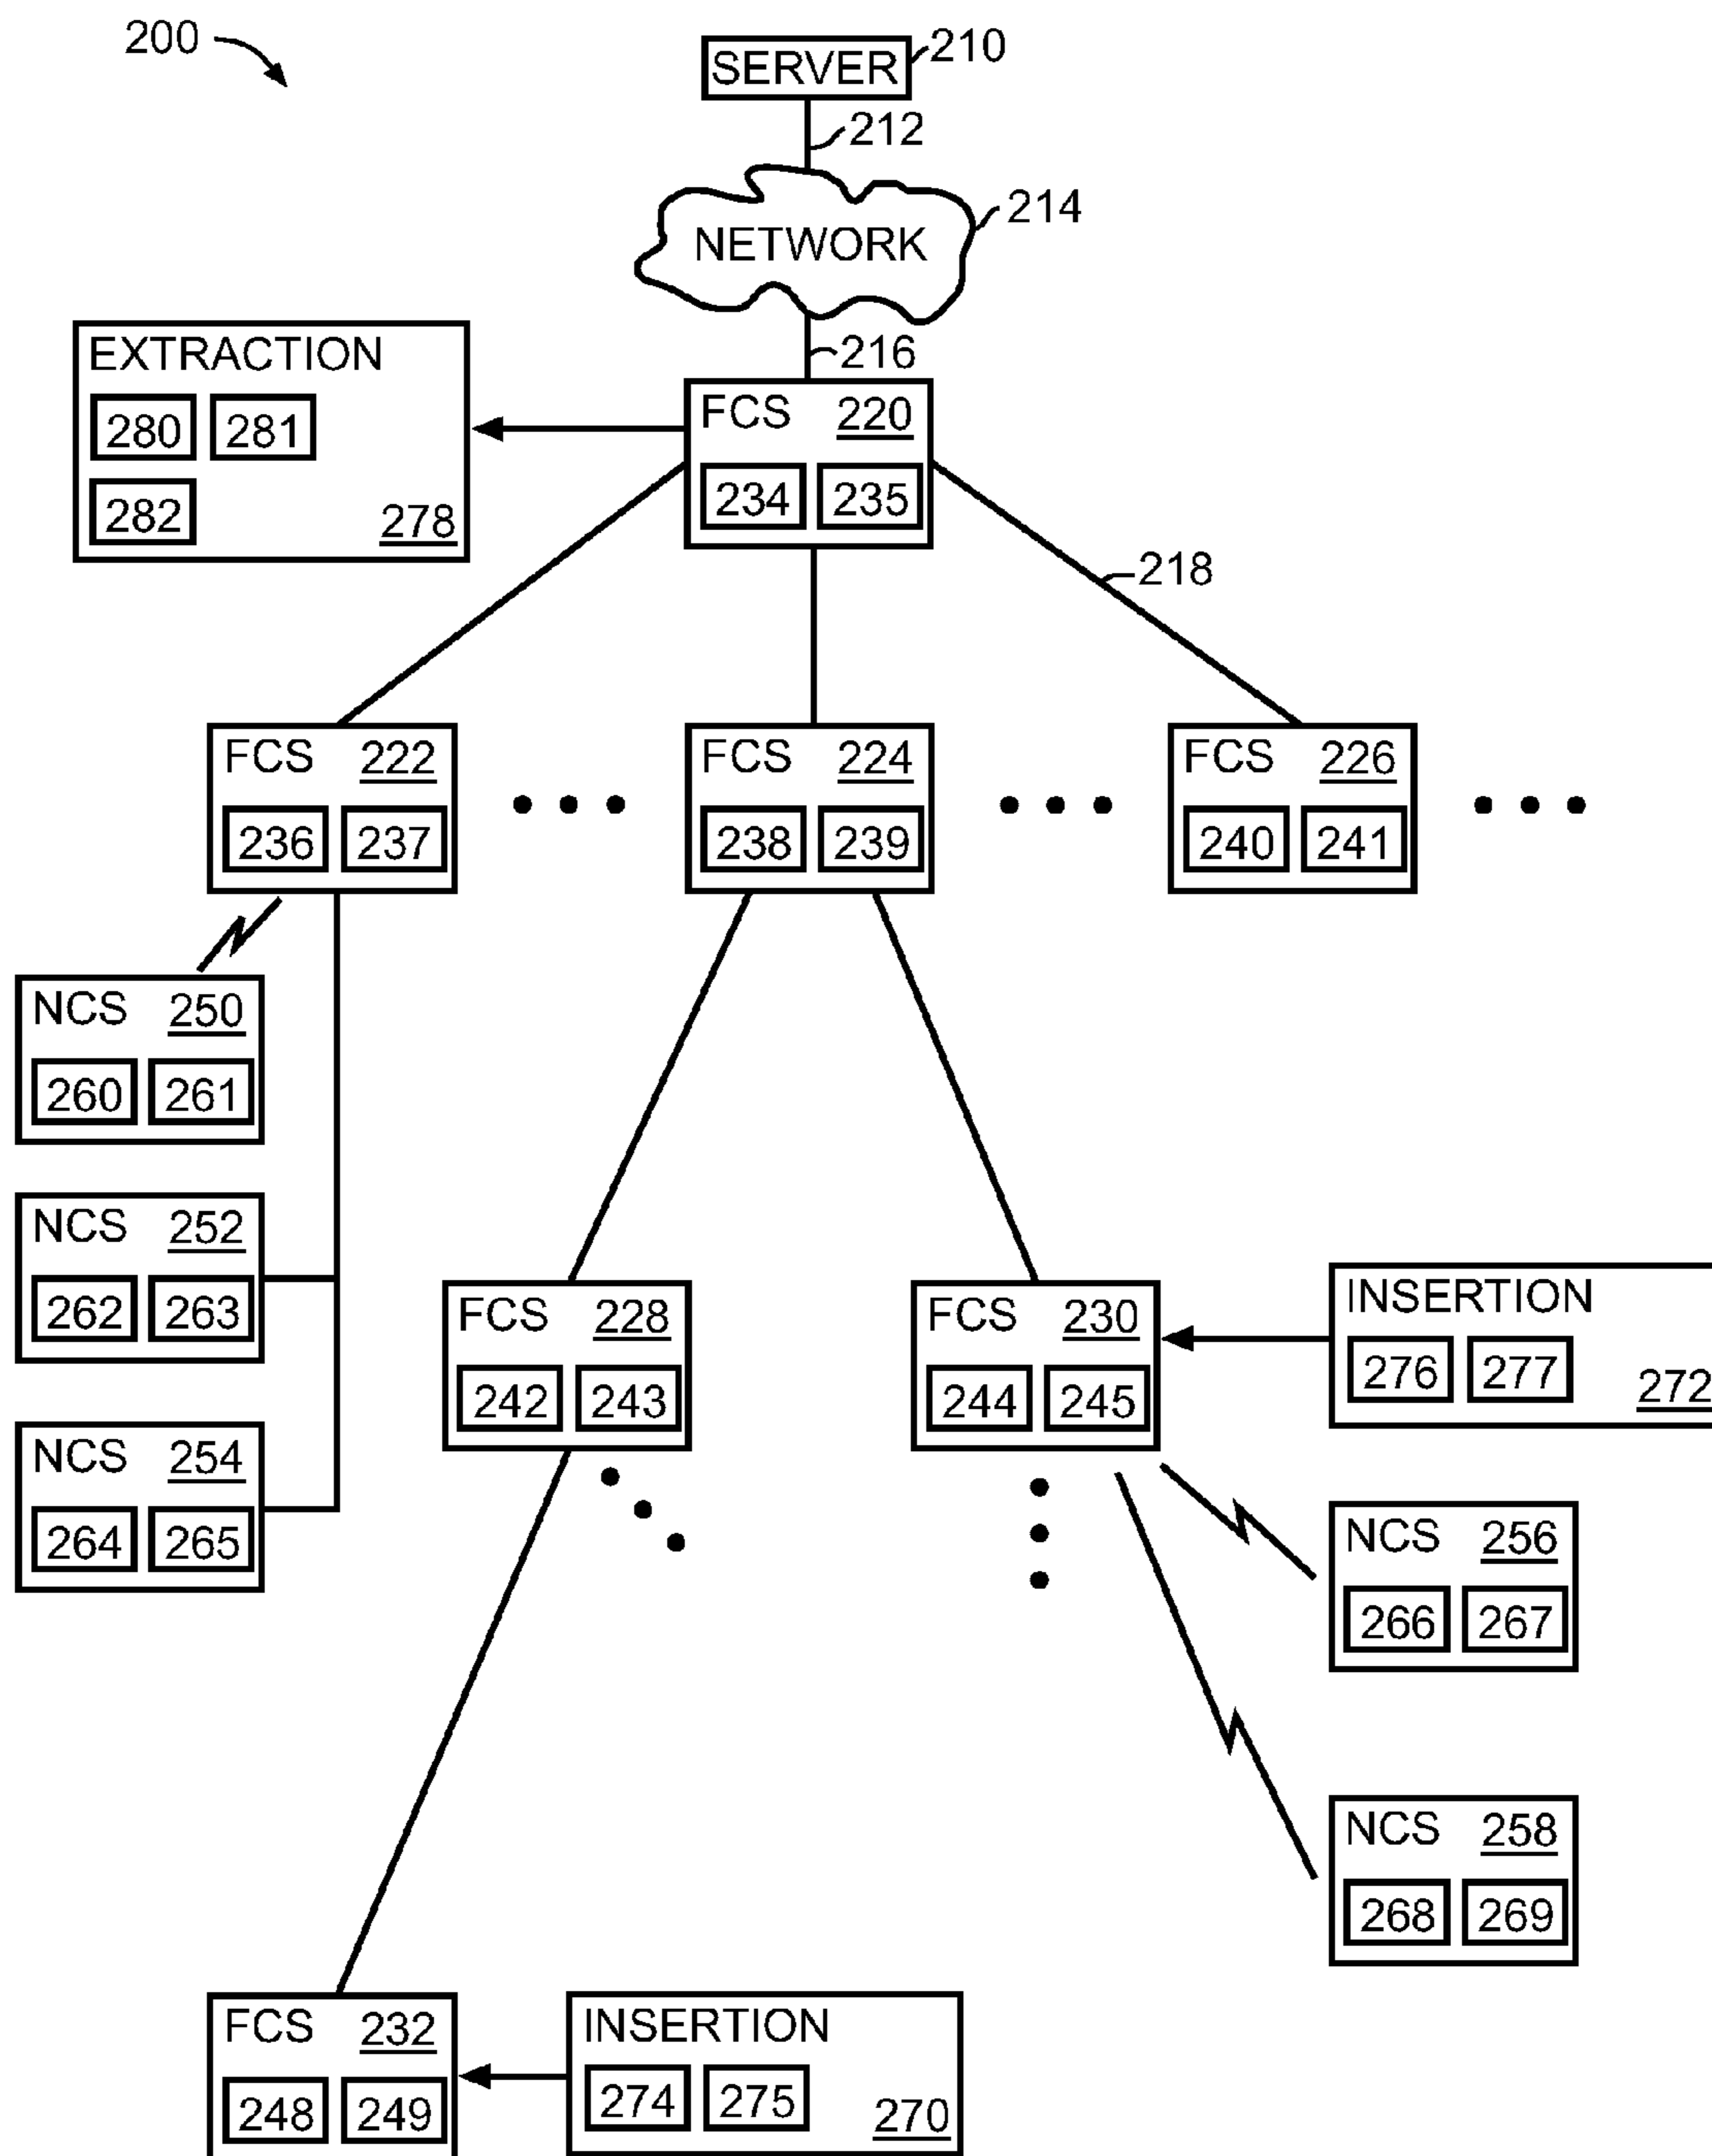 200
SERVER
210
212
NETWORK
214
216
EXTRACTION
280 281
282
278
FCS 220
234 235
218
FCS 222
236 237
FCS 224
238 239
FCS 226
240 241
NCS 250
260 261
NCS 252
262 263
NCS 254
264 265
FCS 228
242 243
FCS 230
244 245
INSERTION
276 277
272
NCS 256
266 267
NCS 258
268 269
FCS 232
248 249
INSERTION
274 275
270